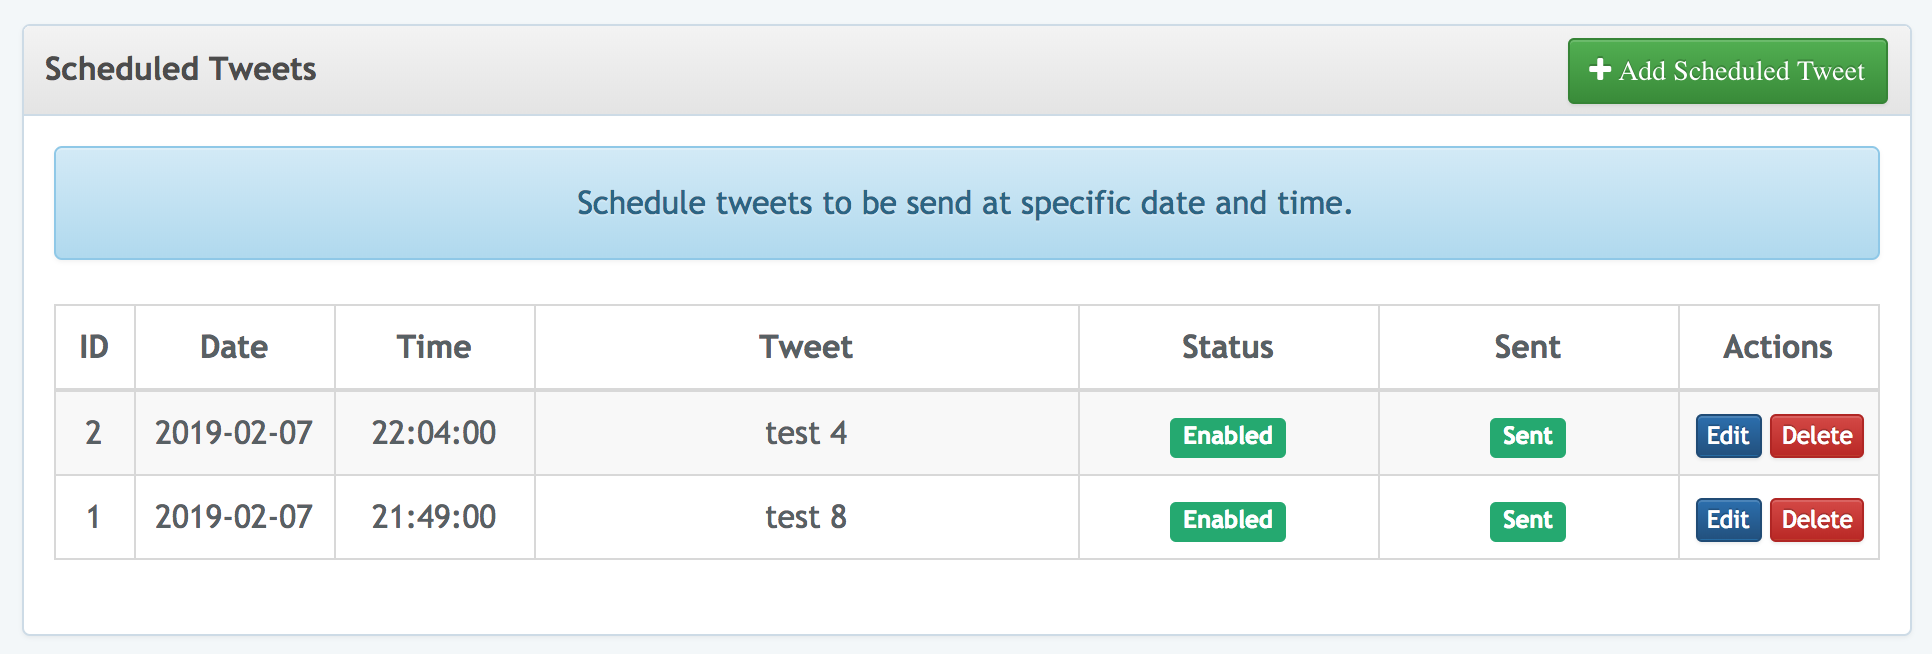 Scheduled Tweets
Add Scheduled Tweet
Schedule tweets to be send at specific date and time.
ID Date Time Tweet Status Sent Actions
2 2019-02-07 22:04:00 test 4 Enabled Sent Edit Delete
1 2019-02-07 21:49:00 test 8 Enabled Sent Edit Delete